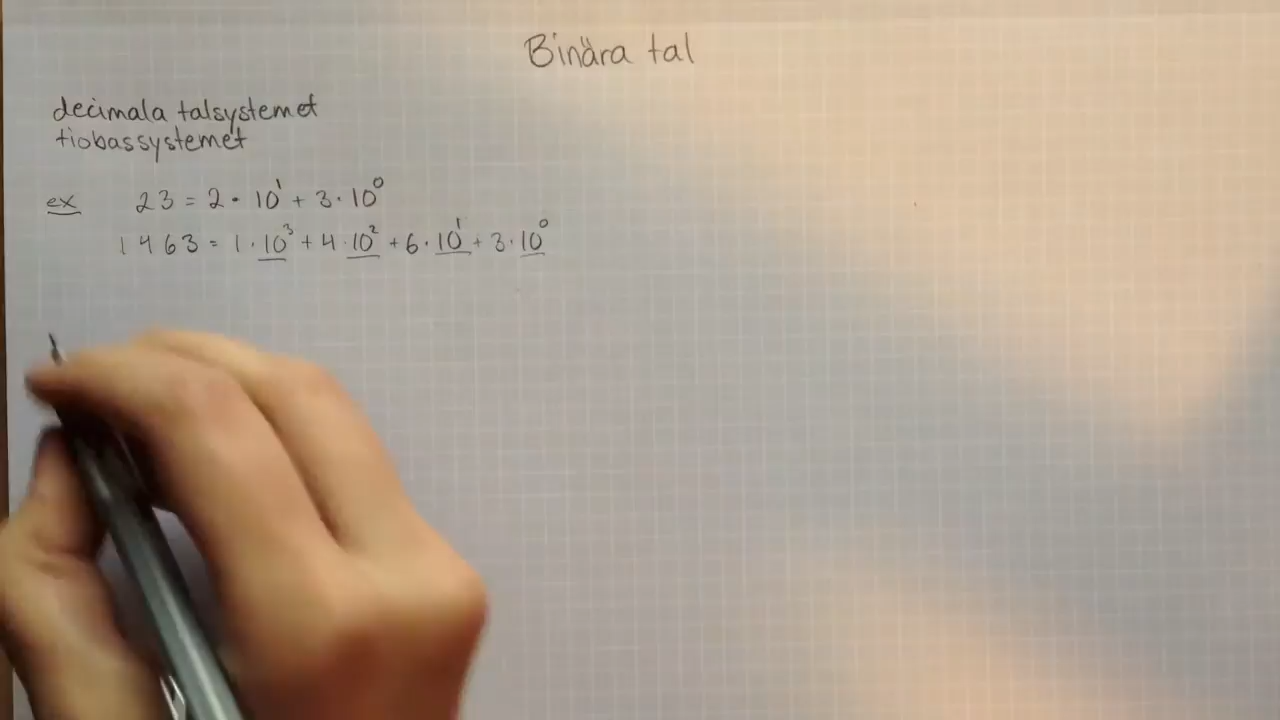 Binära tal
decimala talsystemet
tiobassystemet
ex 23 = 2 · 10¹ + 3 · 10⁰
1463 = 1 · 10³ + 4 · 10² + 6 · 10¹ + 3 · 10⁰